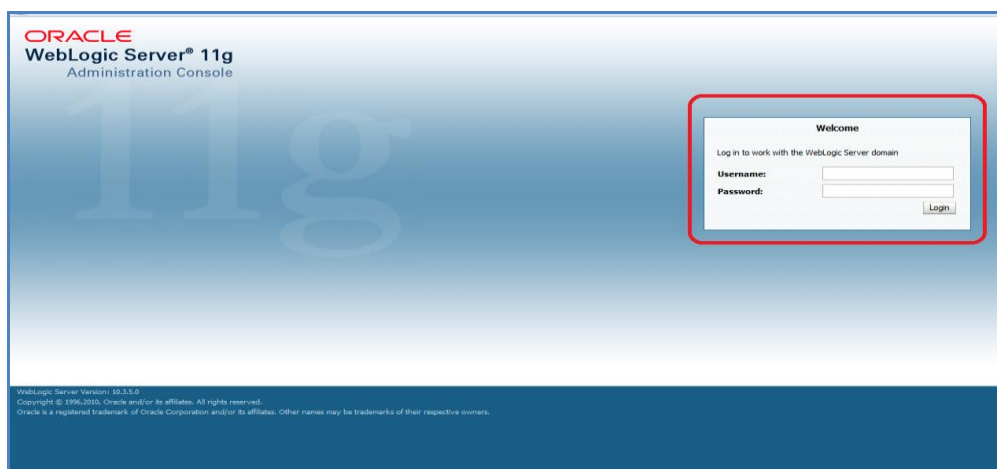 ORACLE
WebLogic Server® 11g
Administration Console
11g
Welcome
Log in to work with the WebLogic Server domain
Username:
Password:
Login
WebLogic Server Version: 10.3.5.0
Copyright © 1996,2010, Oracle and/or its affiliates. All rights reserved.
Oracle is a registered trademark of Oracle Corporation and/or its affiliates. Other names may be trademarks of their respective owners.